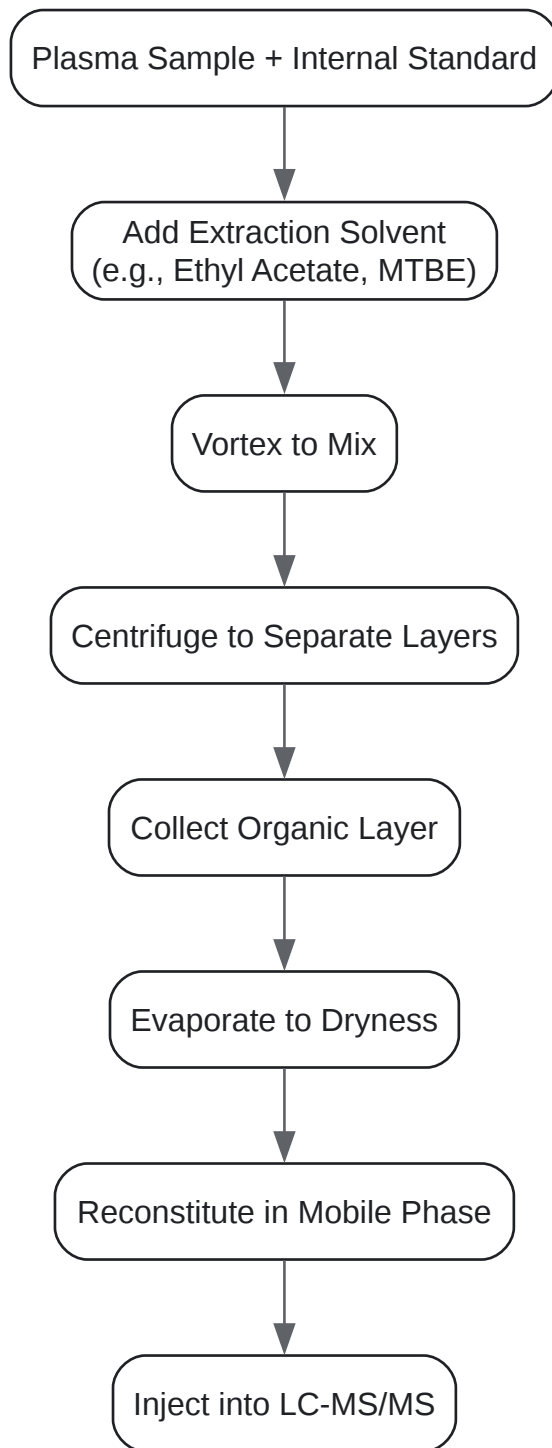 Plasma Sample + Internal Standard
Add Extraction Solvent
(e.g., Ethyl Acetate, MTBE)
Vortex to Mix
Centrifuge to Separate Layers
Collect Organic Layer
Evaporate to Dryness
Reconstitute in Mobile Phase
Inject into LC-MS/MS